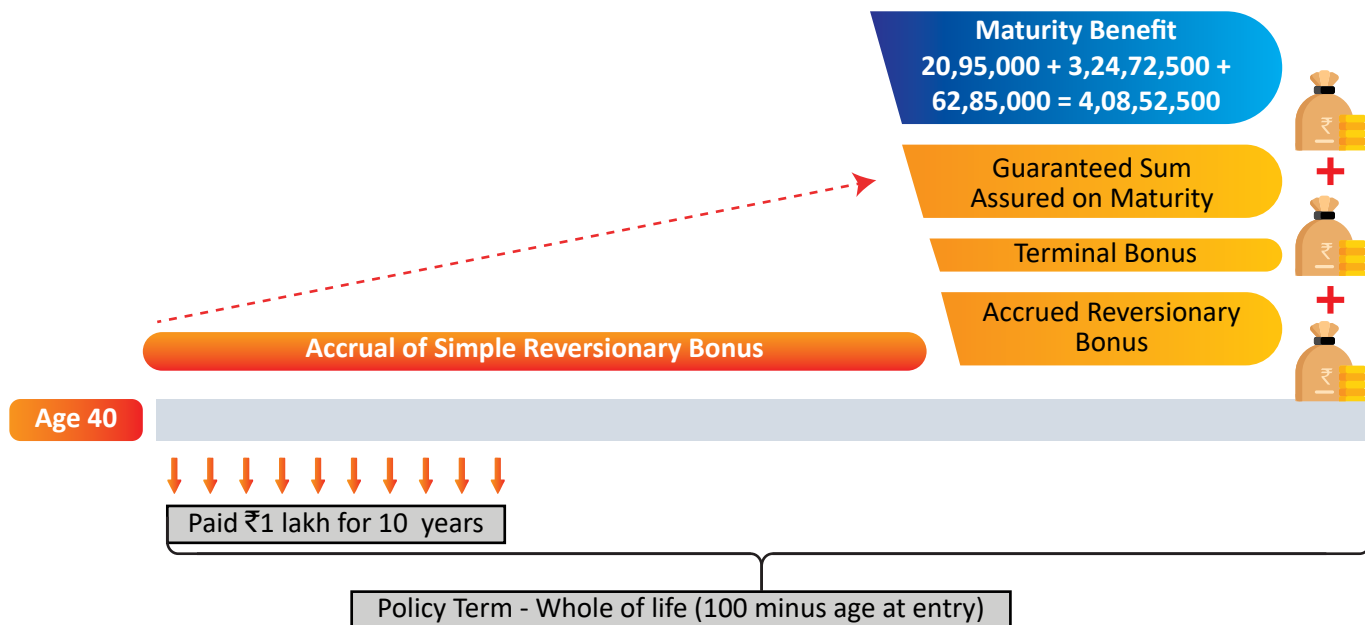 Maturity Benefit
20,95,000 + 3,24,72,500 +
62,85,000 = 4,08,52,500
₹
Guaranteed Sum
Assured on Maturity
+
₹
Terminal Bonus
+
Accrued Reversionary
Bonus
₹
Accrual of Simple Reversionary Bonus
Age 40
Paid ₹1 lakh for 10 years
Policy Term - Whole of life (100 minus age at entry)